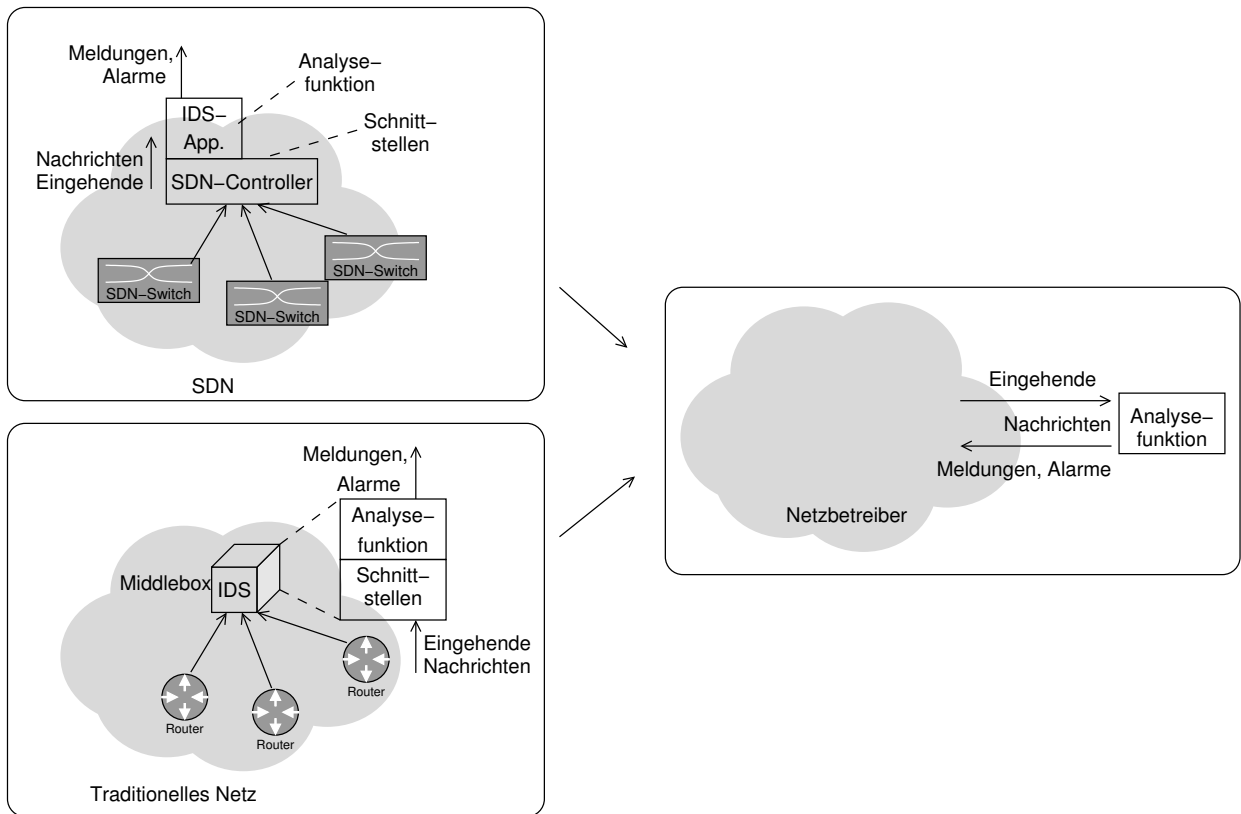 Meldungen,
Alarme
Analyse–
funktion
IDS–
App.
Schnitt–
stellen
Nachrichten
Eingehende
SDN–Controller
SDN–Switch
SDN–Switch
SDN–Switch
SDN
Meldungen,
Alarme
Analyse–
funktion
Schnitt–
stellen
Middlebox
IDS
Eingehende
Nachrichten
Router
Router
Router
Traditionelles Netz
Eingehende
Nachrichten
Meldungen, Alarme
Analyse–
funktion
Netzbetreiber